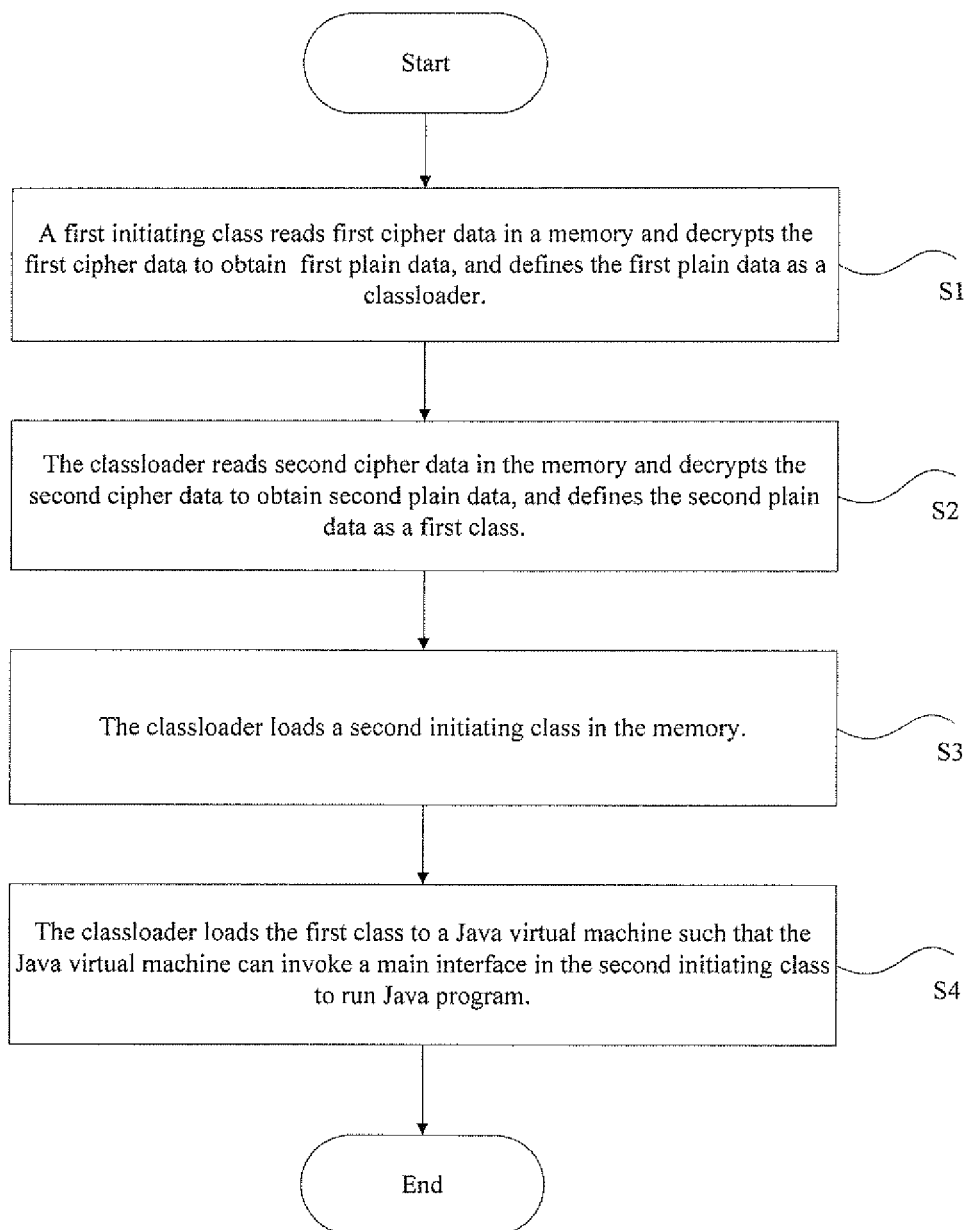 Start
A first initiating class reads first cipher data in a memory and decrypts the
first cipher data to obtain first plain data, and defines the first plain data as a
classloader.
S1
The classloader reads second cipher data in the memory and decrypts the
second cipher data to obtain second plain data, and defines the second plain
data as a first class.
S2
The classloader loads a second initiating class in the memory.
S3
The classloader loads the first class to a Java virtual machine such that the
Java virtual machine can invoke a main interface in the second initiating class
to run Java program.
S4
End